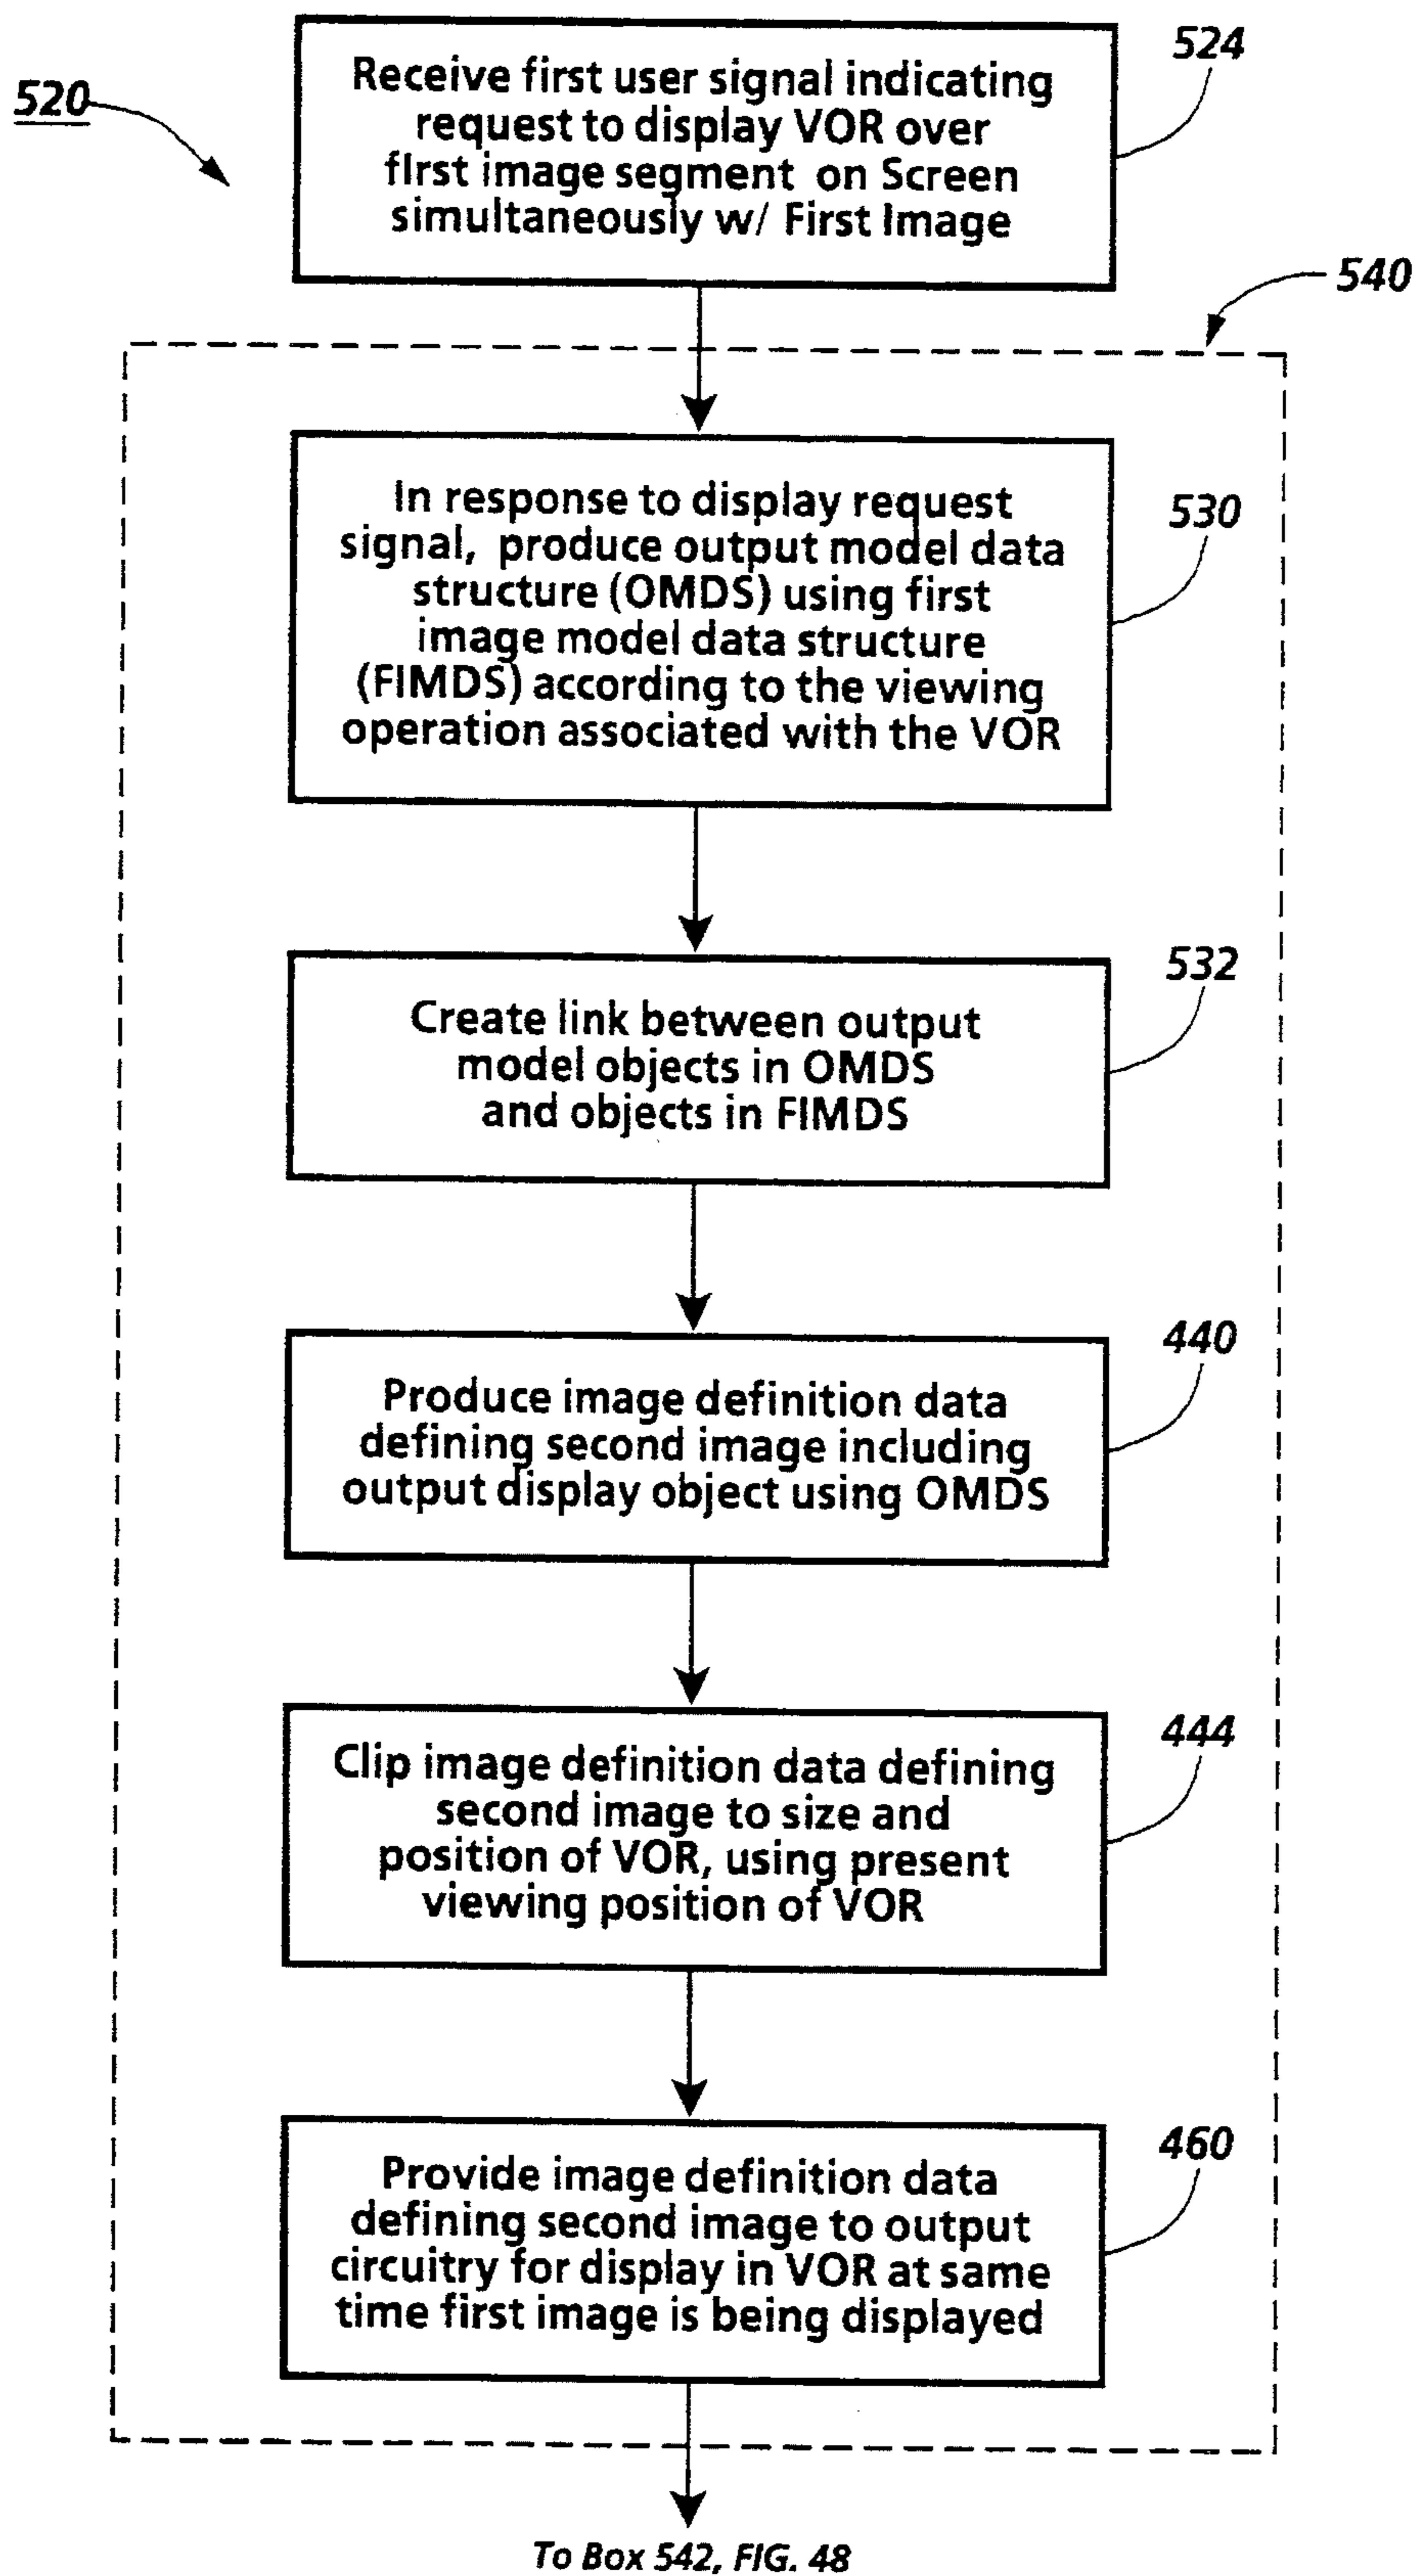 520
524
Receive first user signal indicating
request to display VOR over
first image segment on Screen
simultaneously w/ First Image
540
530
In response to display request
signal, produce output model data
structure (OMDS) using first
image model data structure
(FIMDS) according to the viewing
operation associated with the VOR
532
Create link between output
model objects in OMDS
and objects in FIMDS
440
Produce image definition data
defining second image including
output display object using OMDS
444
Clip image definition data defining
second image to size and
position of VOR, using present
viewing position of VOR
460
Provide image definition data
defining second image to output
circuitry for display in VOR at same
time first image is being displayed
To Box 542, FIG. 48